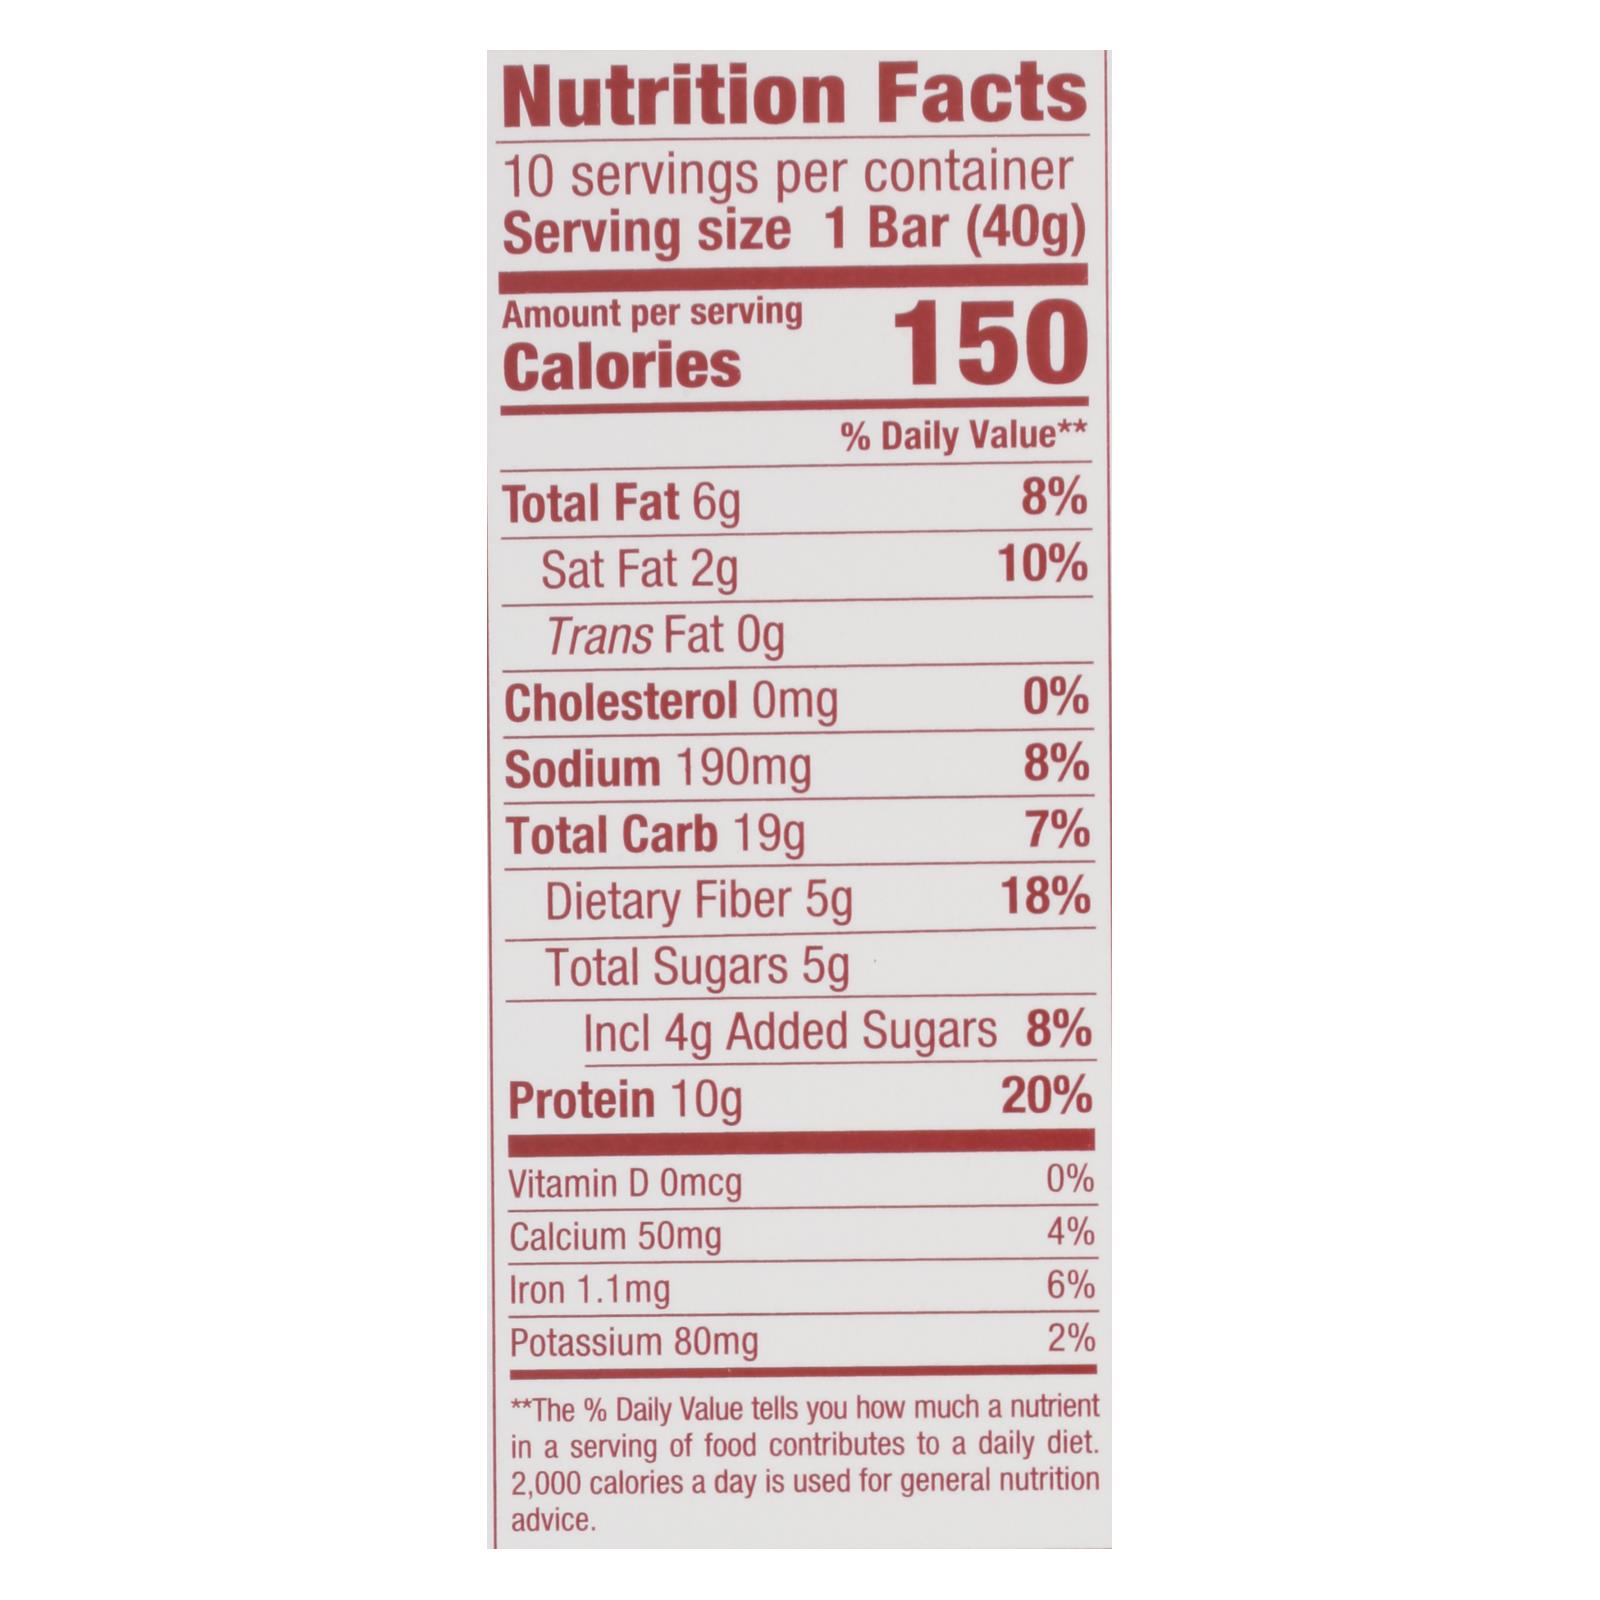 Nutrition Facts
10 servings per container
Serving size 1 Bar (40g)
Amount per serving
Calories 150
% Daily Value**
Total Fat 6g 8%
Sat Fat 2g 10%
Trans Fat 0g
Cholesterol 0mg 0%
Sodium 190mg 8%
Total Carb 19g 7%
Dietary Fiber 5g 18%
Total Sugars 5g
Incl 4g Added Sugars 8%
Protein 10g 20%
Vitamin D 0mcg 0%
Calcium 50mg 4%
Iron 1.1mg 6%
Potassium 80mg 2%
**The % Daily Value tells you how much a nutrient
in a serving of food contributes to a daily diet.
2,000 calories a day is used for general nutrition
advice.